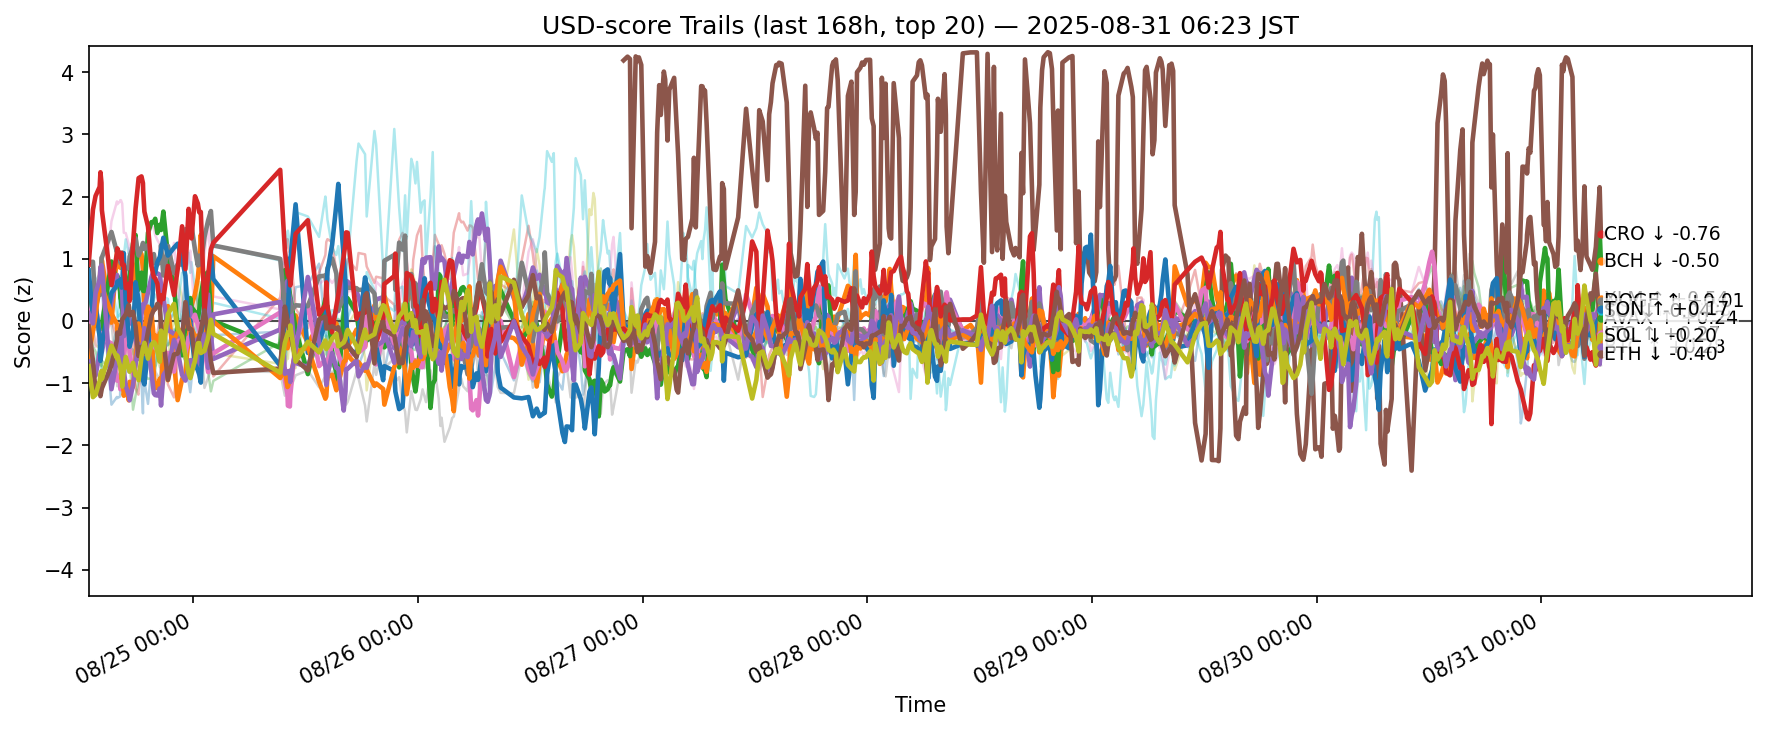 USD-score Trails (last 168h, top 20) — 2025-08-31 06:23 JST
Score (z)
4
3
2
1
0
−1
−2
−3
−4
CRO ↓ -0.76
BCH ↓ -0.50
TON ↑ +0.17
SOL ↓ +0.20
ETH ↓ -0.40
08/25 00:00
08/26 00:00
08/27 00:00
08/28 00:00
08/29 00:00
08/30 00:00
08/31 00:00
Time